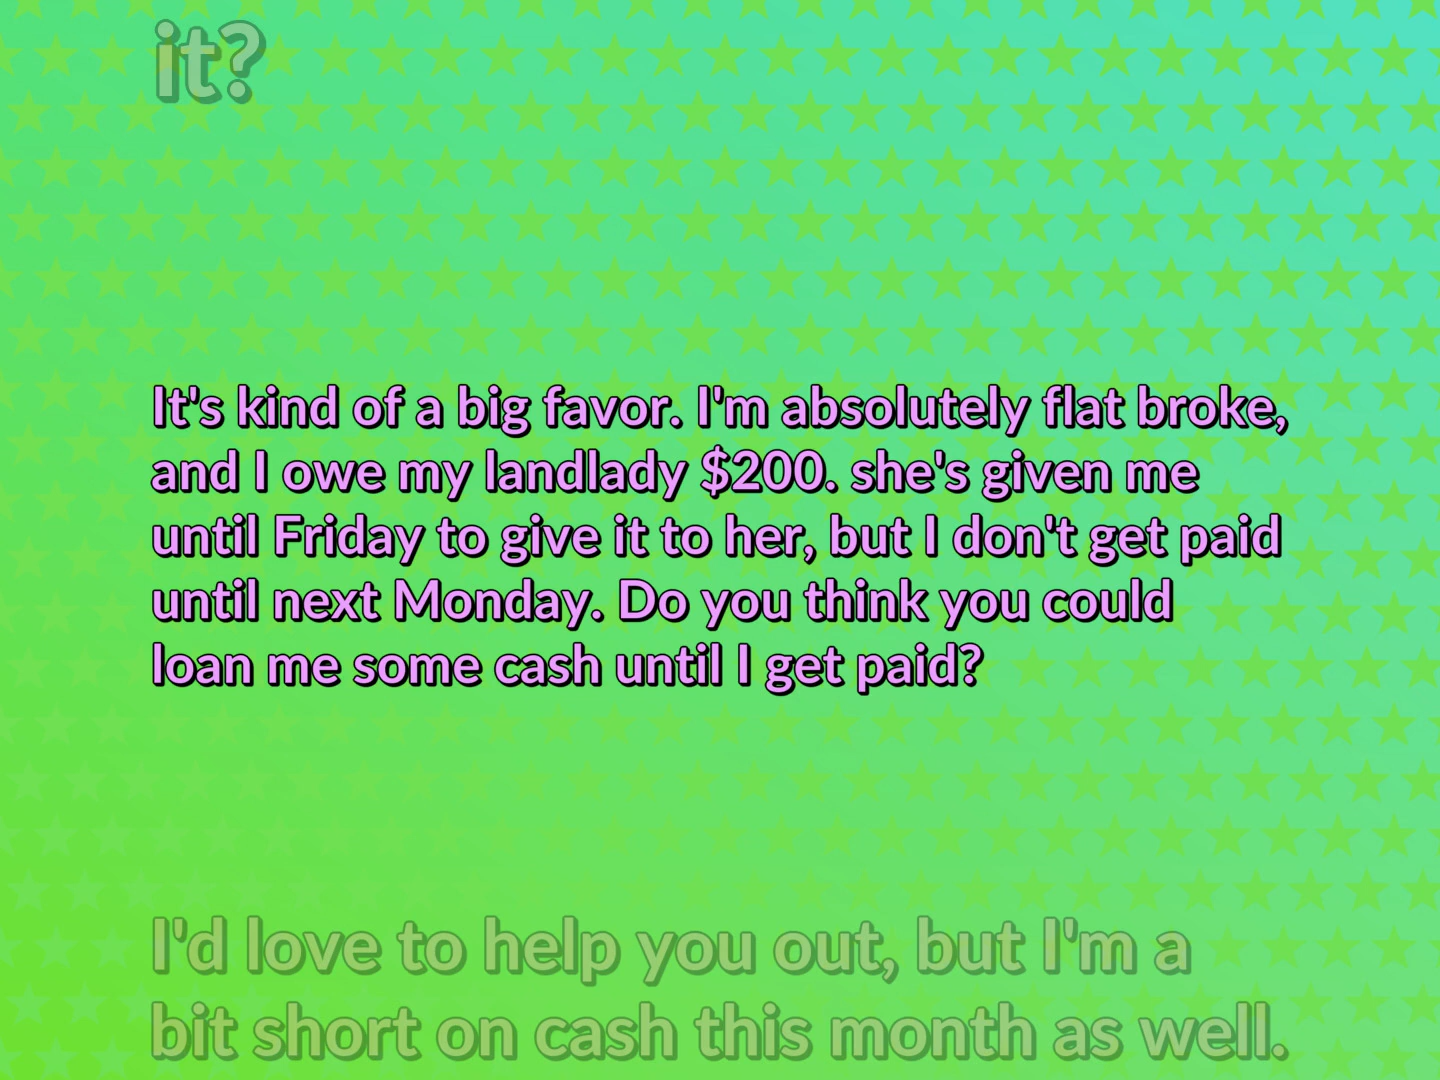 it?
It's kind of a big favor. I'm absolutely flat broke,
and I owe my landlady $200. she's given me
until Friday to give it to her, but I don't get paid
until next Monday. Do you think you could
loan me some cash until I get paid?
I'd love to help you out, but I'm a
bit short on cash this month as well.